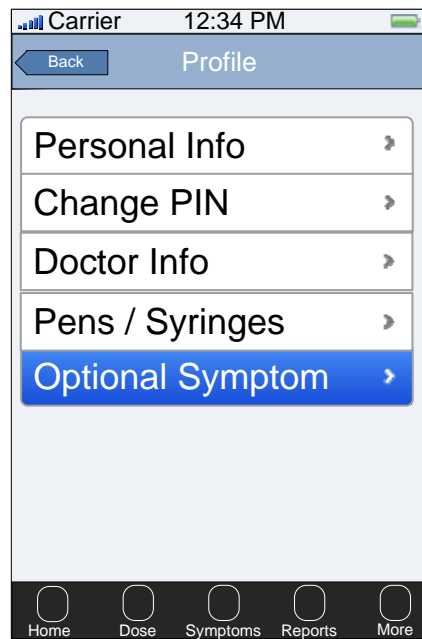 Carrier 12:34 PM
Back Profile
Personal Info
Change PIN
Doctor Info
Pens / Syringes
Optional Symptom
Home Dose Symptoms Reports More